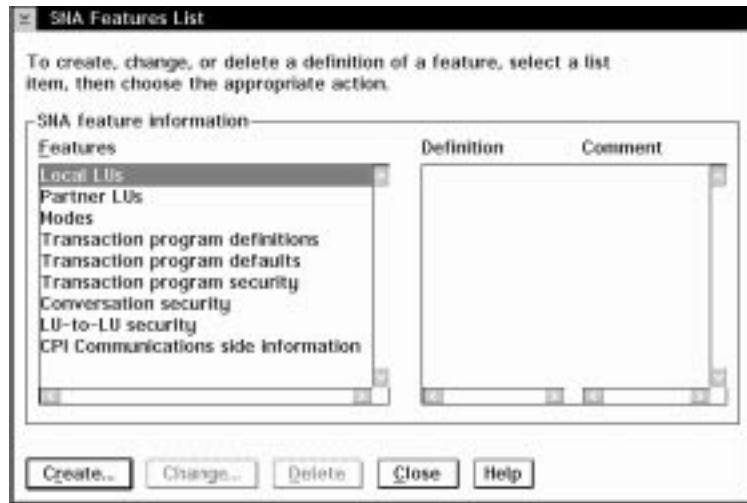 SNA Features List
To create, change, or delete a definition of a feature, select a list
item, then choose the appropriate action.
SNA feature information
Features
Definition
Comment
Local LUs
Partner LUs
Modes
Transaction program definitions
Transaction program defaults
Transaction program security
Conversation security
LU-to-LU security
CPI Communications side information
Create...
Change...
Delete
Close
Help